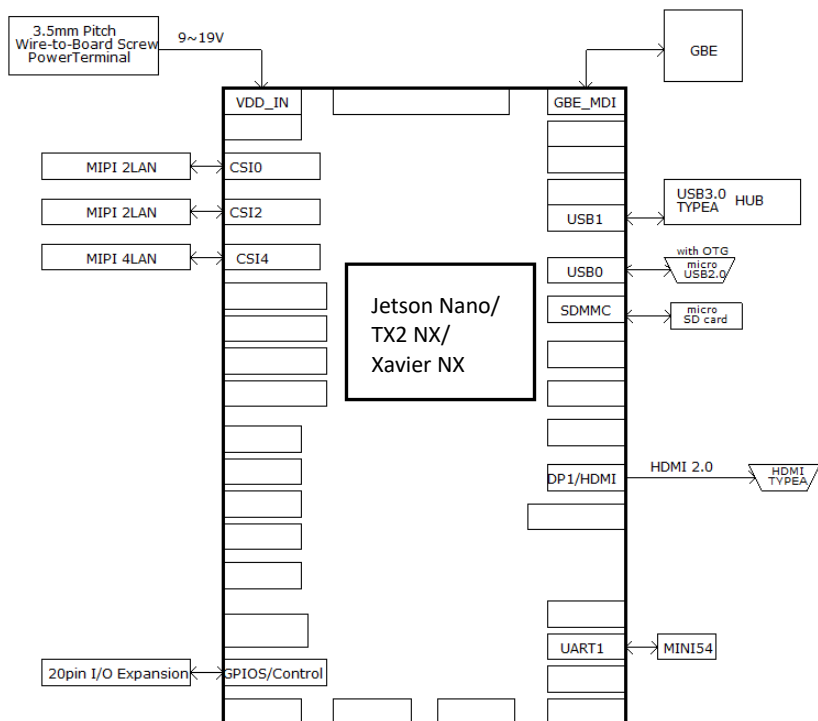 3.5mm Pitch
Wire-to-Board Screw
PowerTerminal
9~19V
GBE
VDD_IN
GBE_MDI
MIPI 2LAN
CSI0
MIPI 2LAN
CSI2
USB1
USB3.0
TYPEA HUB
MIPI 4LAN
CSI4
USB0
with OTG
micro
USB2.0
SDMMC
micro
SD card
Jetson Nano/
TX2 NX/
Xavier NX
DP1/HDMI
HDMI 2.0
HDMI
TYPEA
UART1
MINI54
20pin I/O Expansion
GPIOS/Control